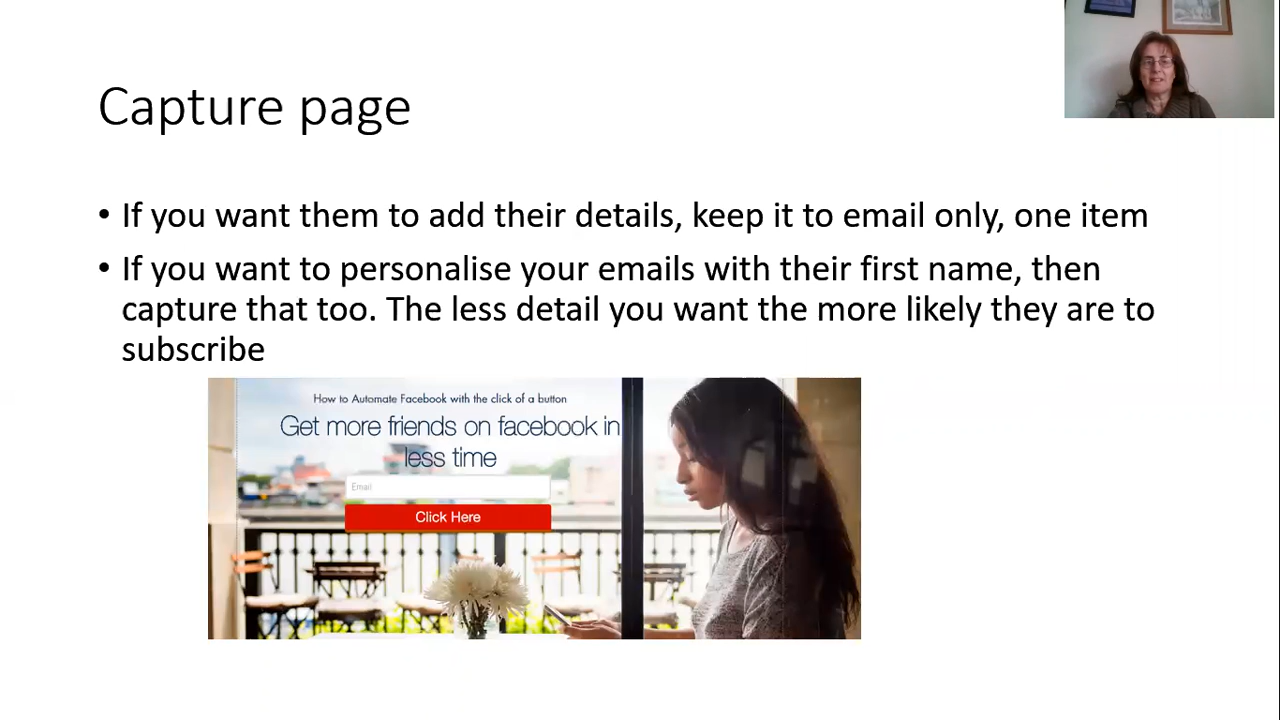 Capture page
• If you want them to add their details, keep it to email only, one item
• If you want to personalise your emails with their first name, then
capture that too. The less detail you want the more likely they are to
subscribe
How to Automate Facebook with the click of a button
Get more friends on facebook in
less time
Email
Click Here